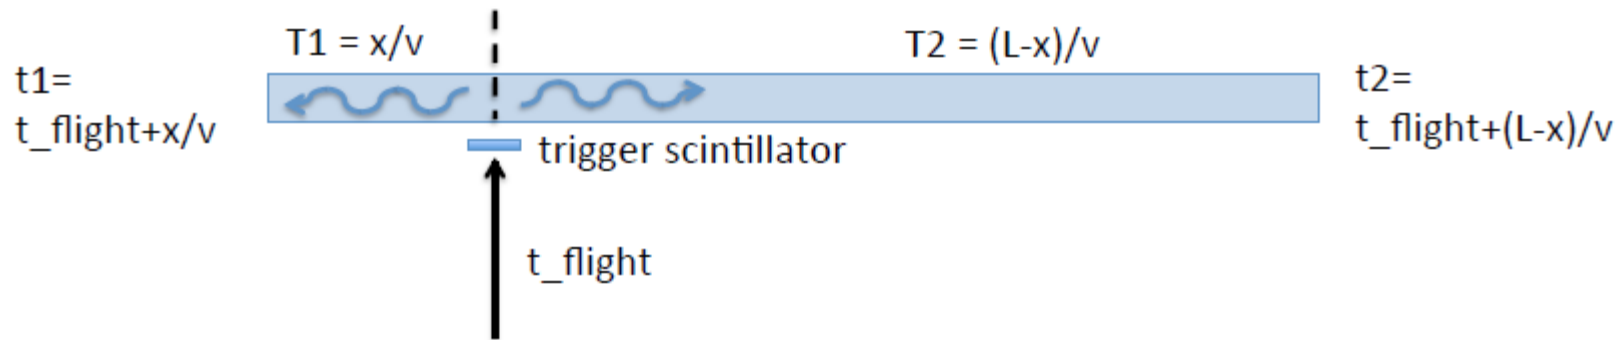 T1 = x/v
T2 = (L-x)/v
t1=
t_flight+x/v
t2=
t_flight+(L-x)/v
trigger scintillator
t_flight